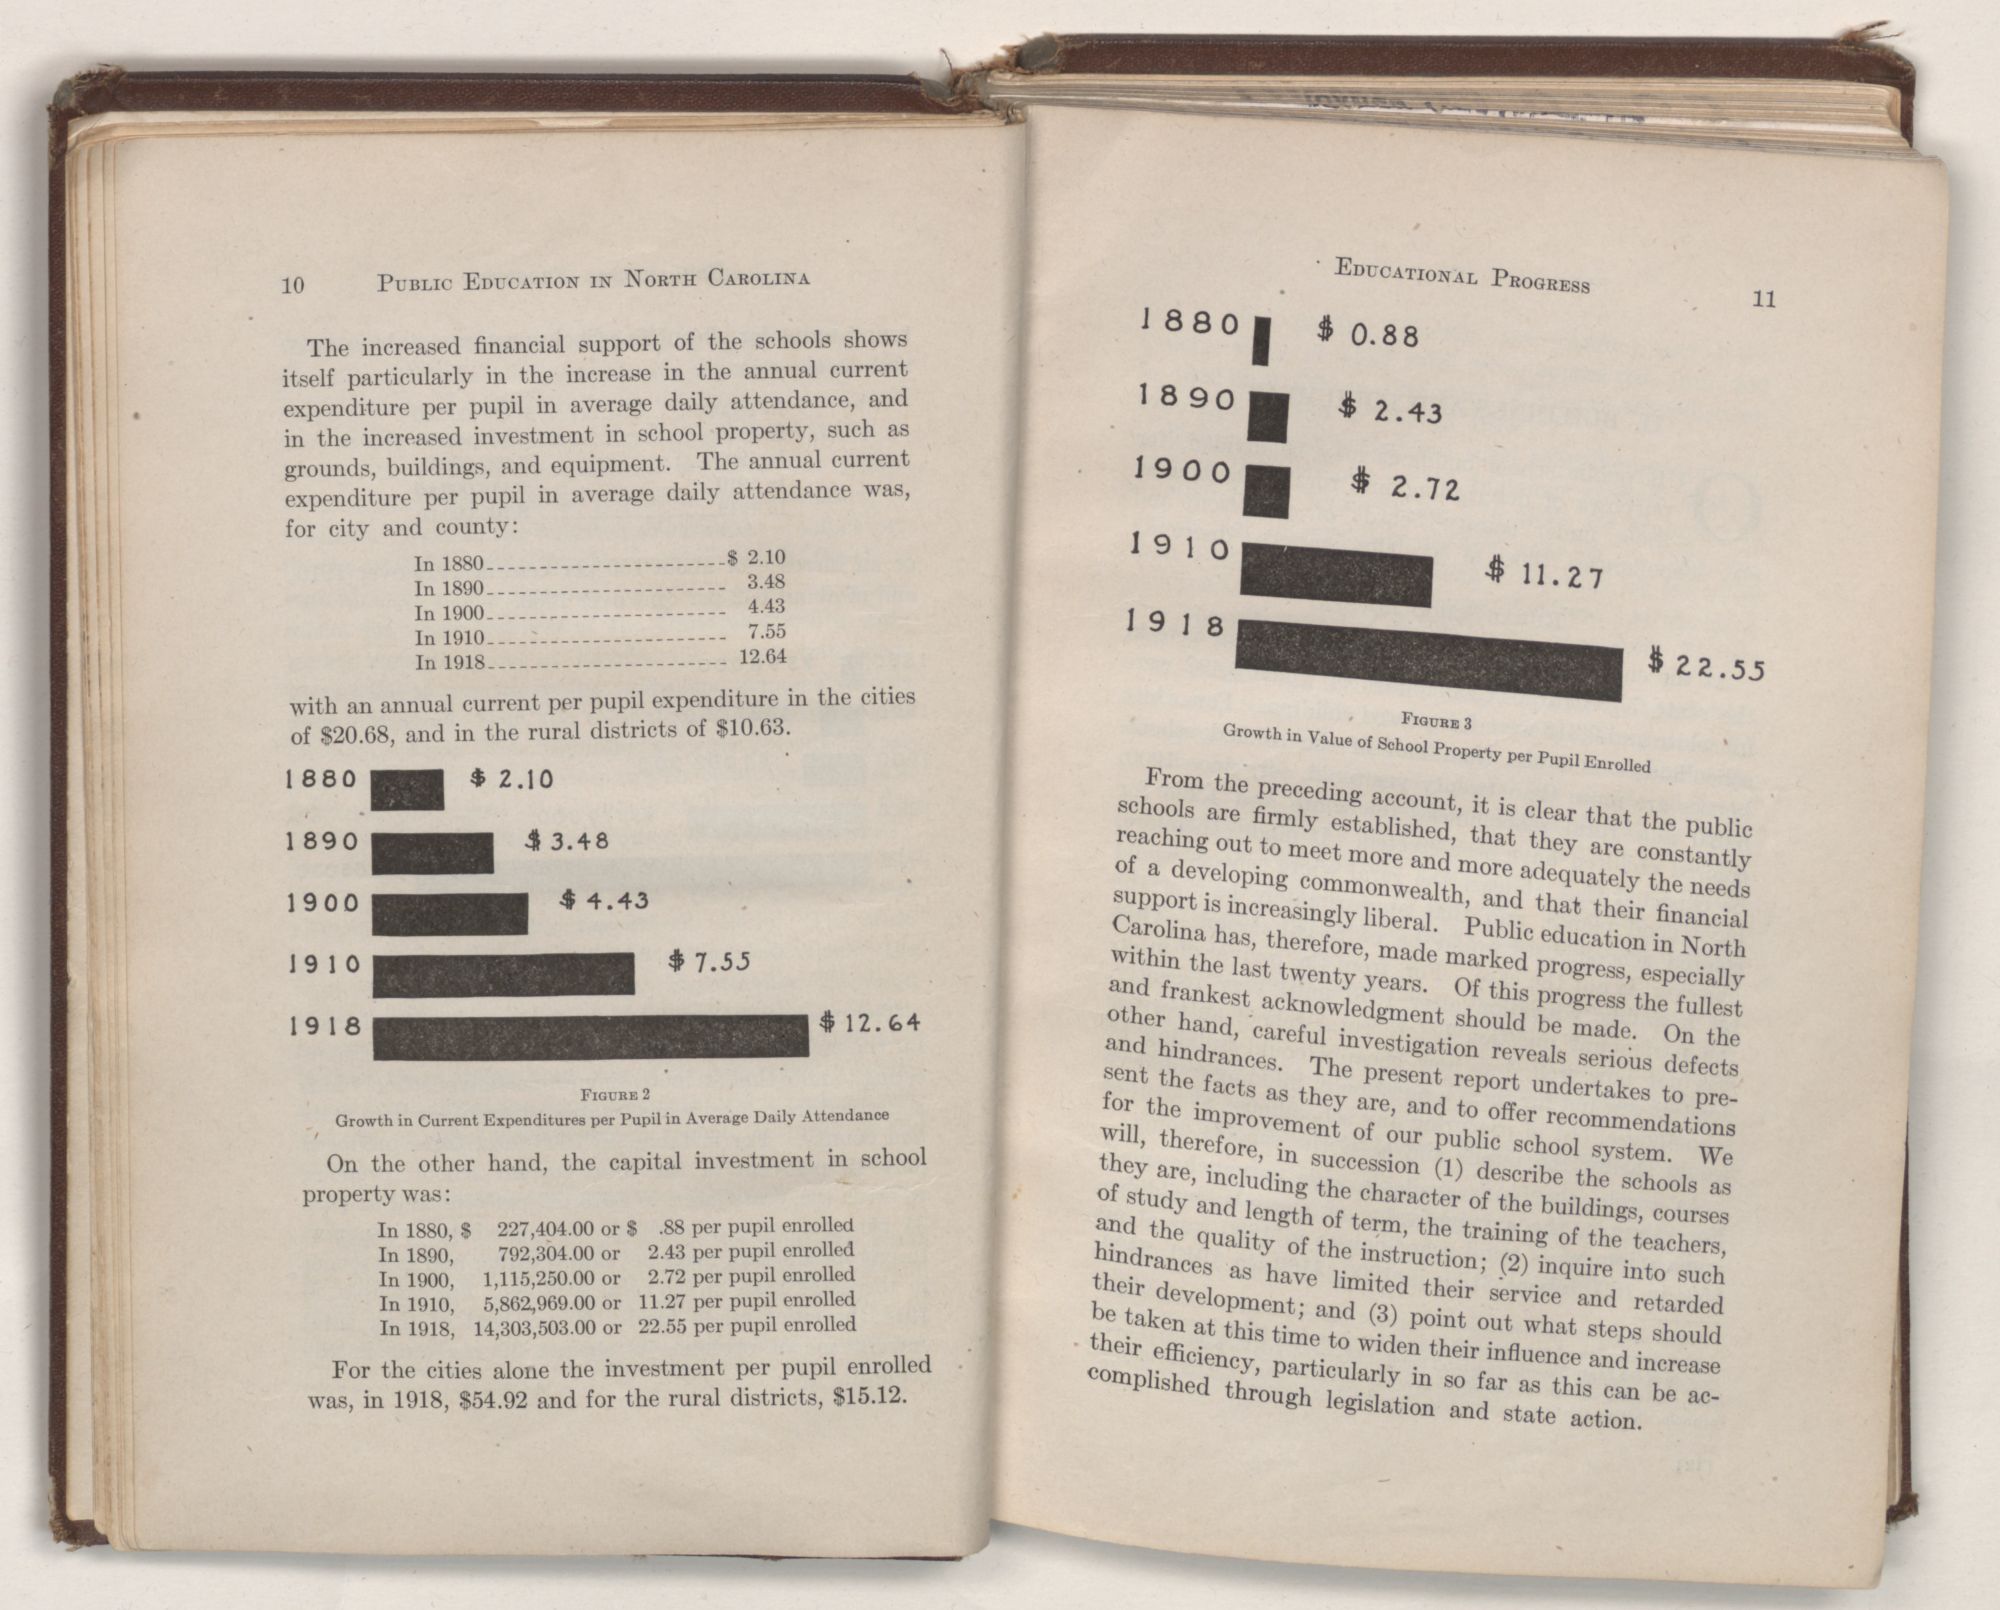 10 PUBLIC EDUCATION IN NORTH CAROLINA
The increased financial support of the schools shows
itself particularly in the increase in the annual current
expenditure per pupil in average daily attendance, and
in the increased investment in school property, such as
grounds, buildings, and equipment. The annual current
expenditure per pupil in average daily attendance was,
for city and county:
In 1880 $ 2.10
In 1890 3.48
In 1900 4.43
In 1910 7.55
In 1918 12.64
with an annual current per pupil expenditure in the cities
of $20.68, and in the rural districts of $10.63.
1880 $ 2.10
1890 $ 3.48
1900 $ 4.43
1910 $ 7.55
1918 $ 12.64
FIGURE 2
Growth in Current Expenditures per Pupil in Average Daily Attendance
On the other hand, the capital investment in school
property was:
In 1880, $ 227,404.00 or $ .88 per pupil enrolled
In 1890, 792,304.00 or 2.43 per pupil enrolled
In 1900, 1,115,250.00 or 2.72 per pupil enrolled
In 1910, 5,862,969.00 or 11.27 per pupil enrolled
In 1918, 14,303,503.00 or 22.55 per pupil enrolled
For the cities alone the investment per pupil enrolled
was, in 1918, $54.92 and for the rural districts, $15.12.
EDUCATIONAL PROGRESS 11
1880 $ 0.88
1890 $ 2.43
1900 $ 2.72
1910 $ 11.27
1918 $ 22.55
FIGURE 3
Growth in Value of School Property per Pupil Enrolled
From the preceding account, it is clear that the public
schools are firmly established, that they are constantly
reaching out to meet more and more adequately the needs
of a developing commonwealth, and that their financial
support is increasingly liberal. Public education in North
Carolina has, therefore, made marked progress, especially
within the last twenty years. Of this progress the fullest
and frankest acknowledgment should be made. On the
other hand, careful investigation reveals serious defects
and hindrances. The present report undertakes to pre-
sent the facts as they are, and to offer recommendations
for the improvement of our public school system. We
will, therefore, in succession (1) describe the schools as
they are, including the character of the buildings, courses
of study and length of term, the training of the teachers,
and the quality of the instruction; (2) inquire into such
hindrances as have limited their service and retarded
their development; and (3) point out what steps should
be taken at this time to widen their influence and increase
their efficiency, particularly in so far as this can be ac-
complished through legislation and state action.